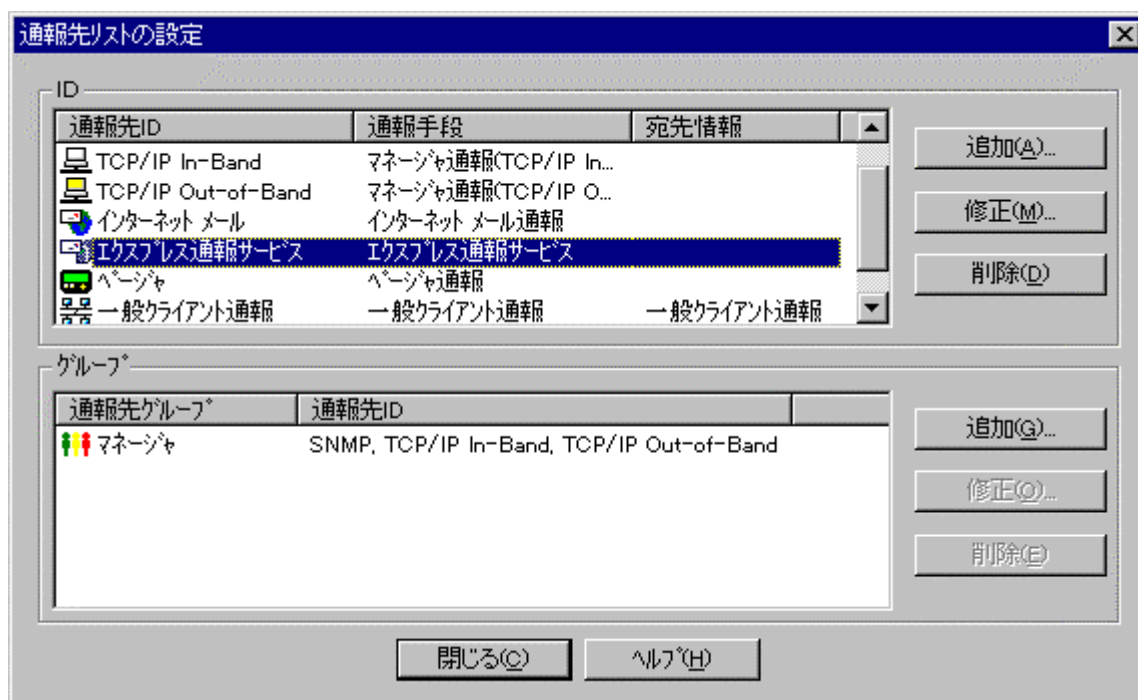 通報先リストの設定
ID
通報先ID 通報手段 宛先情報
TCP/IP In-Band マネージャ通報(TCP/IP In...
TCP/IP Out-of-Band マネージャ通報(TCP/IP O...
インターネット メール インターネット メール通報
エクスプレス通報サービス エクスプレス通報サービス
ページャ ページャ通報
一般クライアント通報 一般クライアント通報 一般クライアント通報
追加(A)...
修正(M)...
削除(D)
グループ
通報先グループ 通報先ID
マネージャ SNMP, TCP/IP In-Band, TCP/IP Out-of-Band
追加(G)...
修正(O)...
削除(E)
閉じる(C) ヘルプ(H)